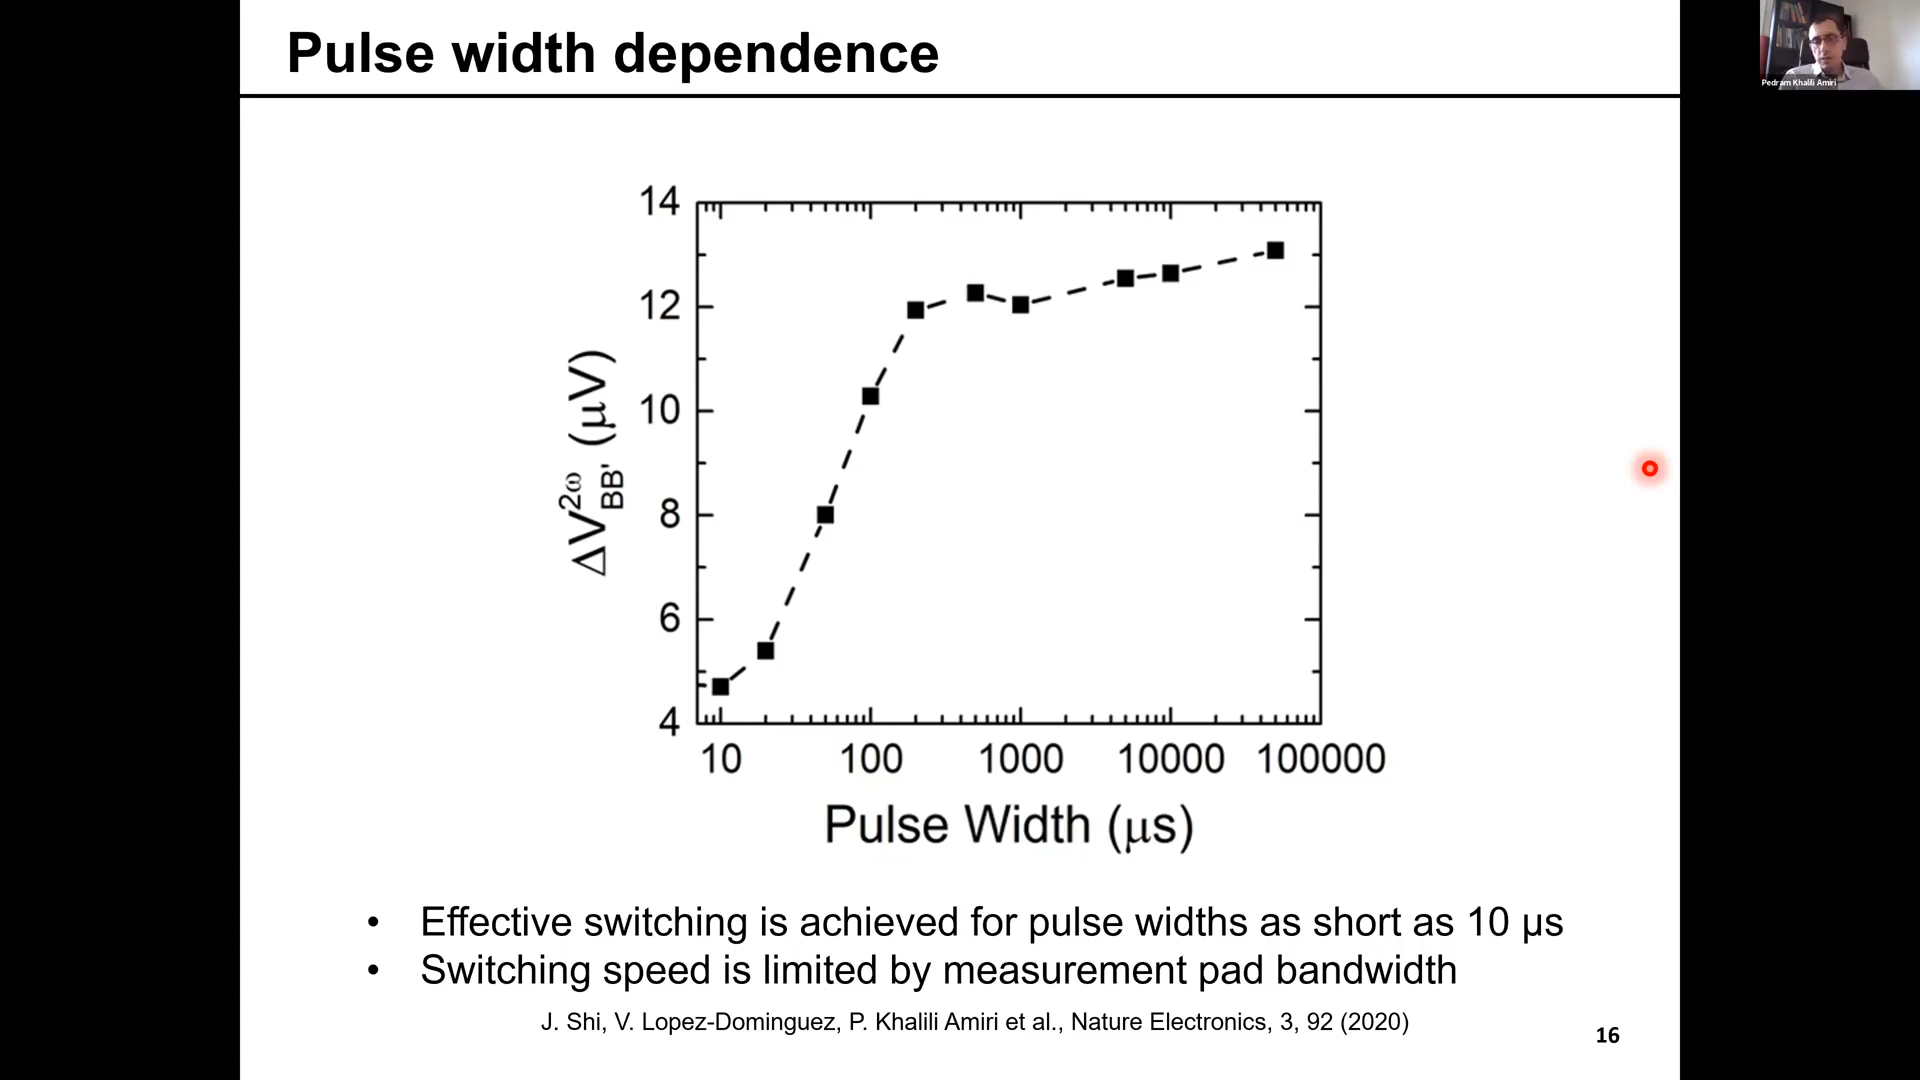 Pulse width dependence
Pedram Khalili Amiri
14
12
10
8
6
4
ΔV²ω BB' (μV)
10 100 1000 10000 100000
Pulse Width (μs)
• Effective switching is achieved for pulse widths as short as 10 μs
• Switching speed is limited by measurement pad bandwidth
J. Shi, V. Lopez-Dominguez, P. Khalili Amiri et al., Nature Electronics, 3, 92 (2020)
16